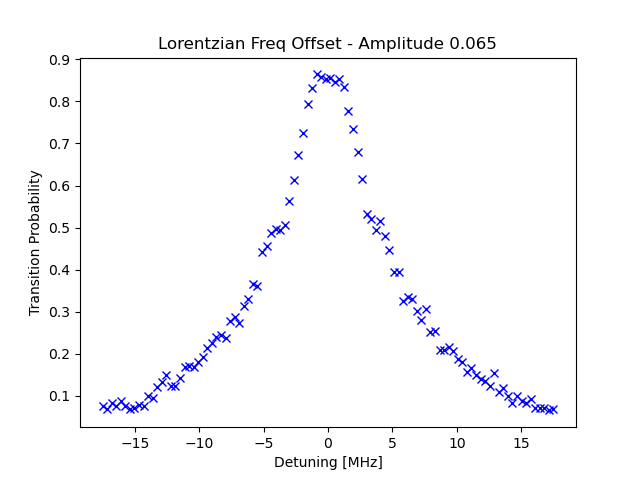 Lorentzian Freq Offset - Amplitude 0.065
0.9
0.8
0.7
0.6
0.5
0.4
0.3
0.2
0.1
Transition Probability
−15 −10 −5 0 5 10 15
Detuning [MHz]